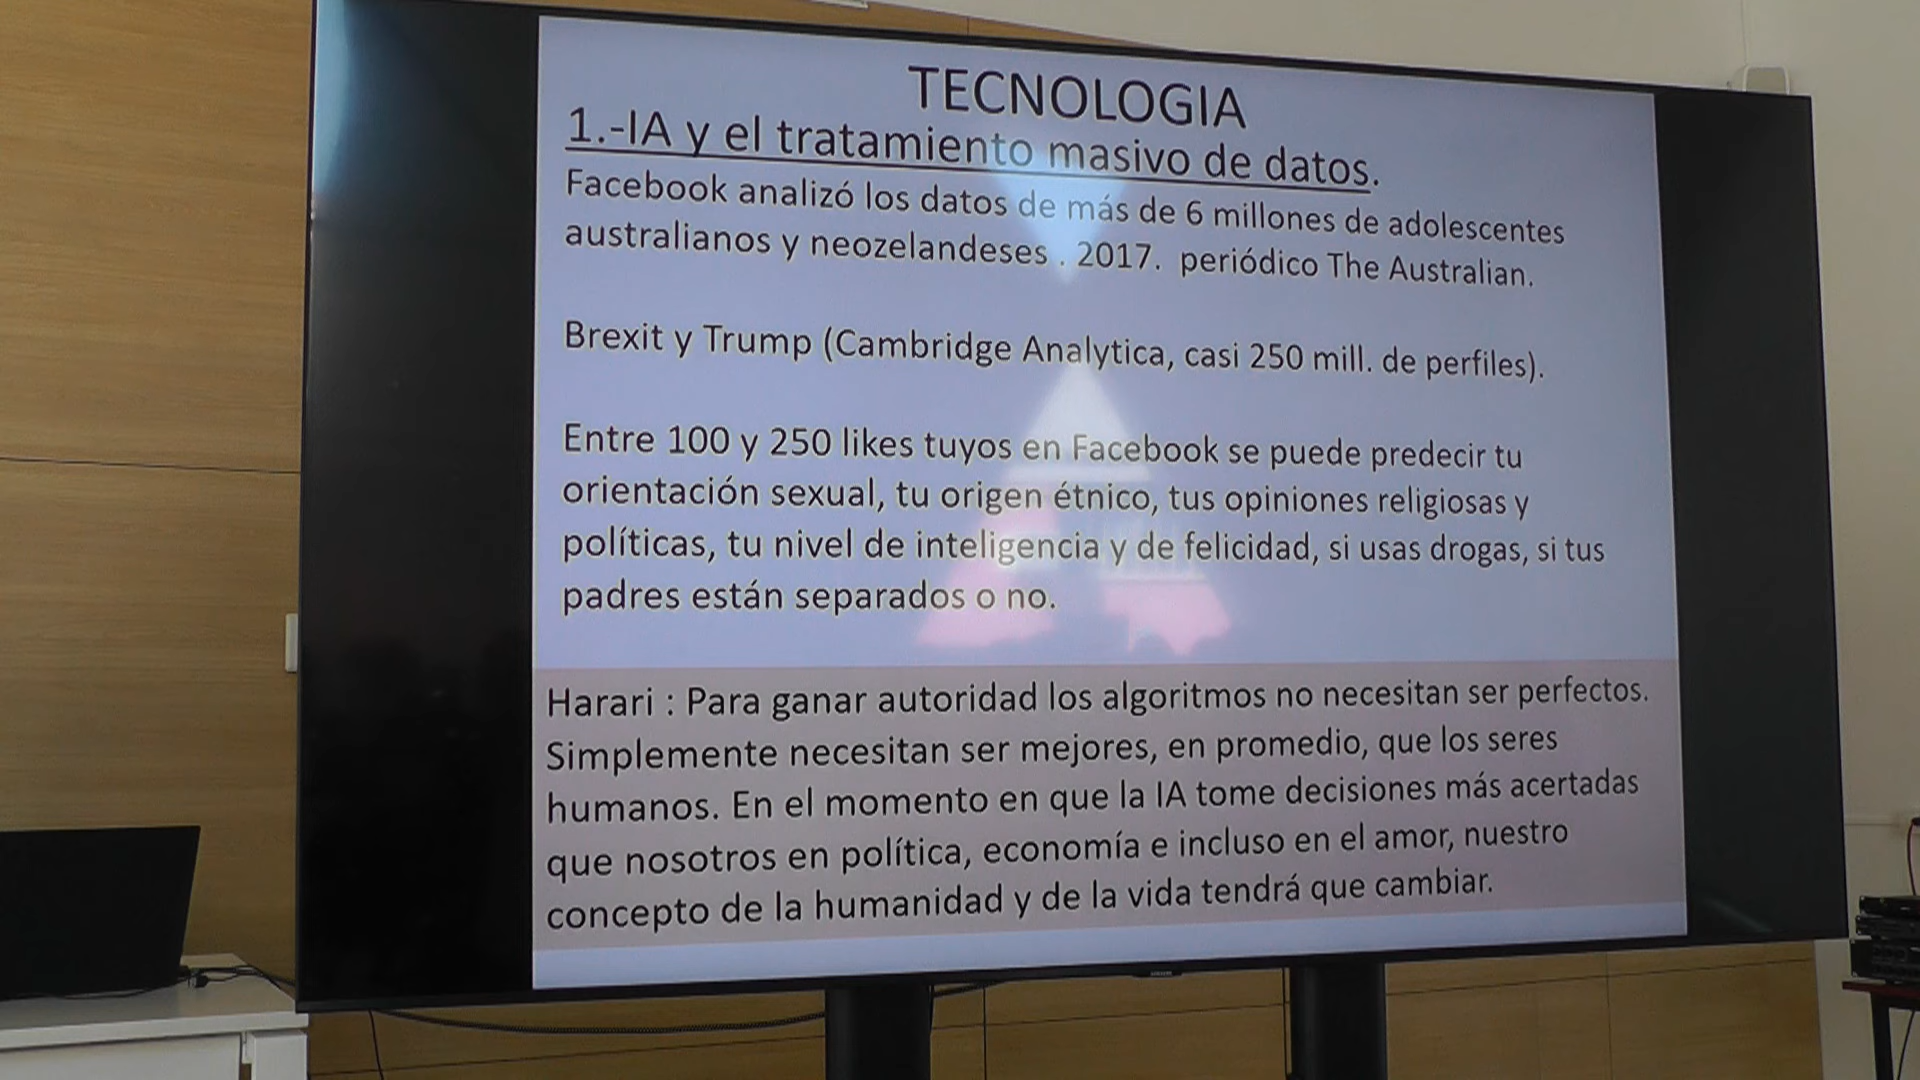 TECNOLOGIA
1.-IA y el tratamiento masivo de datos.
Facebook analizó los datos de más de 6 millones de adolescentes
australianos y neozelandeses . 2017. periódico The Australian.
Brexit y Trump (Cambridge Analytica, casi 250 mill. de perfiles).
Entre 100 y 250 likes tuyos en Facebook se puede predecir tu
orientación sexual, tu origen étnico, tus opiniones religiosas y
políticas, tu nivel de inteligencia y de felicidad, si usas drogas, si tus
padres están separados o no.
Harari : Para ganar autoridad los algoritmos no necesitan ser perfectos.
Simplemente necesitan ser mejores, en promedio, que los seres
humanos. En el momento en que la IA tome decisiones más acertadas
que nosotros en política, economía e incluso en el amor, nuestro
concepto de la humanidad y de la vida tendrá que cambiar.